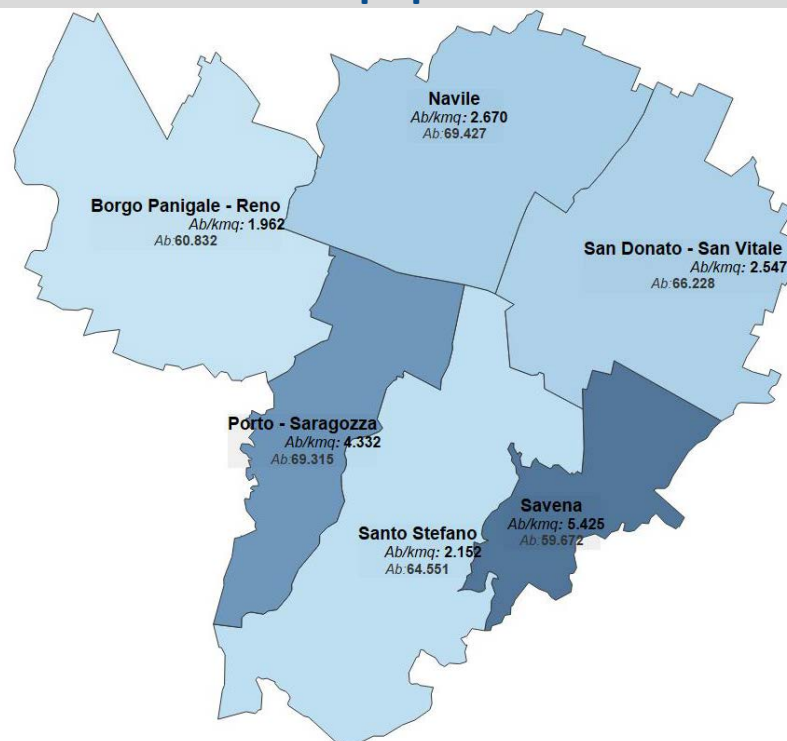 Navile
Ab/kmq: 2.670
Ab:69.427
Borgo Panigale - Reno
Ab/kmq: 1.962
Ab:60.832
San Donato - San Vitale
Ab/kmq: 2.547
Ab:66.228
Porto - Saragozza
Ab/kmq: 4.332
Ab:69.315
Savena
Ab/kmq: 5.425
Ab:59.672
Santo Stefano
Ab/kmq: 2.152
Ab:64.551